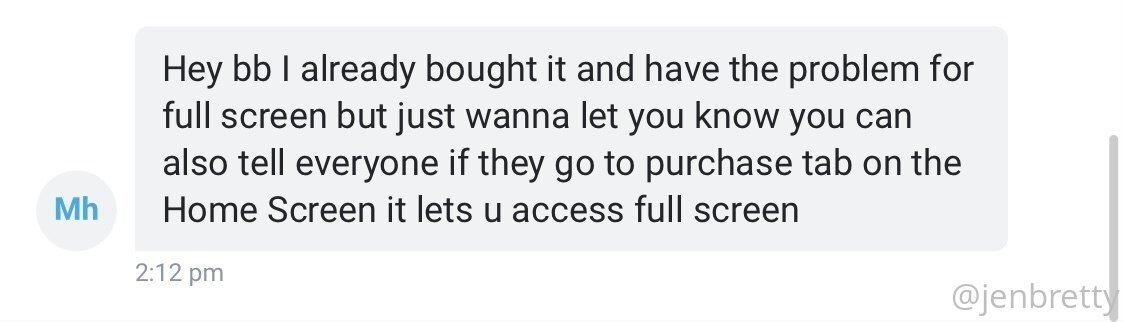 Hey bb I already bought it and have the problem for
full screen but just wanna let you know you can
also tell everyone if they go to purchase tab on the
Home Screen it lets u access full screen
Mh
2:12 pm
@jenbretty